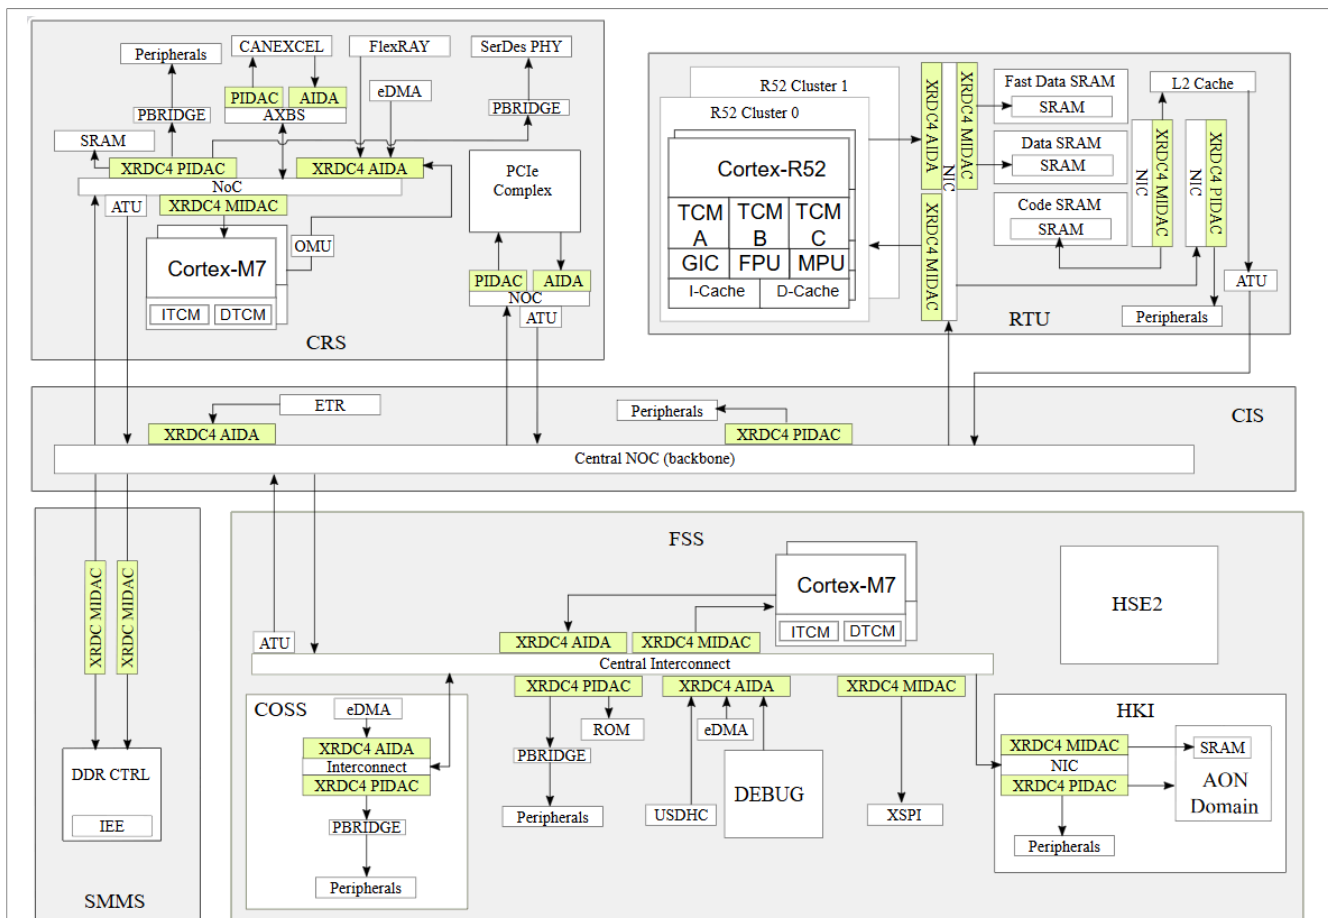 Peripherals
CANEXCEL
FlexRAY
SerDes PHY
PIDAC
AIDA
eDMA
PBRIDGE
AXBS
PBRIDGE
SRAM
XRDC4 PIDAC
XRDC4 AIDA
NoC
ATU
XRDC4 MIDAC
OMU
Cortex-M7
ITCM
DTCM
PCIe
Complex
PIDAC
AIDA
NOC
ATU
CRS
R52 Cluster 1
R52 Cluster 0
Cortex-R52
TCM
A
TCM
B
TCM
C
GIC
FPU
MPU
I-Cache
D-Cache
XRDC4 AIDA
XRDC4 MIDAC
NIC
NIC
XRDC4 MIDAC
Fast Data SRAM
SRAM
Data SRAM
SRAM
Code SRAM
SRAM
L2 Cache
NIC
XRDC4 MIDAC
NIC
XRDC4 PIDAC
ATU
Peripherals
RTU
ETR
XRDC4 AIDA
Peripherals
XRDC4 PIDAC
CIS
Central NOC (backbone)
XRDC MIDAC
XRDC MIDAC
DDR CTRL
IEE
SMMS
FSS
Cortex-M7
ITCM
DTCM
HSE2
ATU
XRDC4 AIDA
XRDC4 MIDAC
Central Interconnect
XRDC4 PIDAC
XRDC4 AIDA
XRDC4 MIDAC
COSS
eDMA
XRDC4 AIDA
Interconnect
XRDC4 PIDAC
PBRIDGE
Peripherals
ROM
PBRIDGE
Peripherals
eDMA
USDHC
DEBUG
XSPI
HKI
XRDC4 MIDAC
NIC
XRDC4 PIDAC
SRAM
AON
Domain
Peripherals